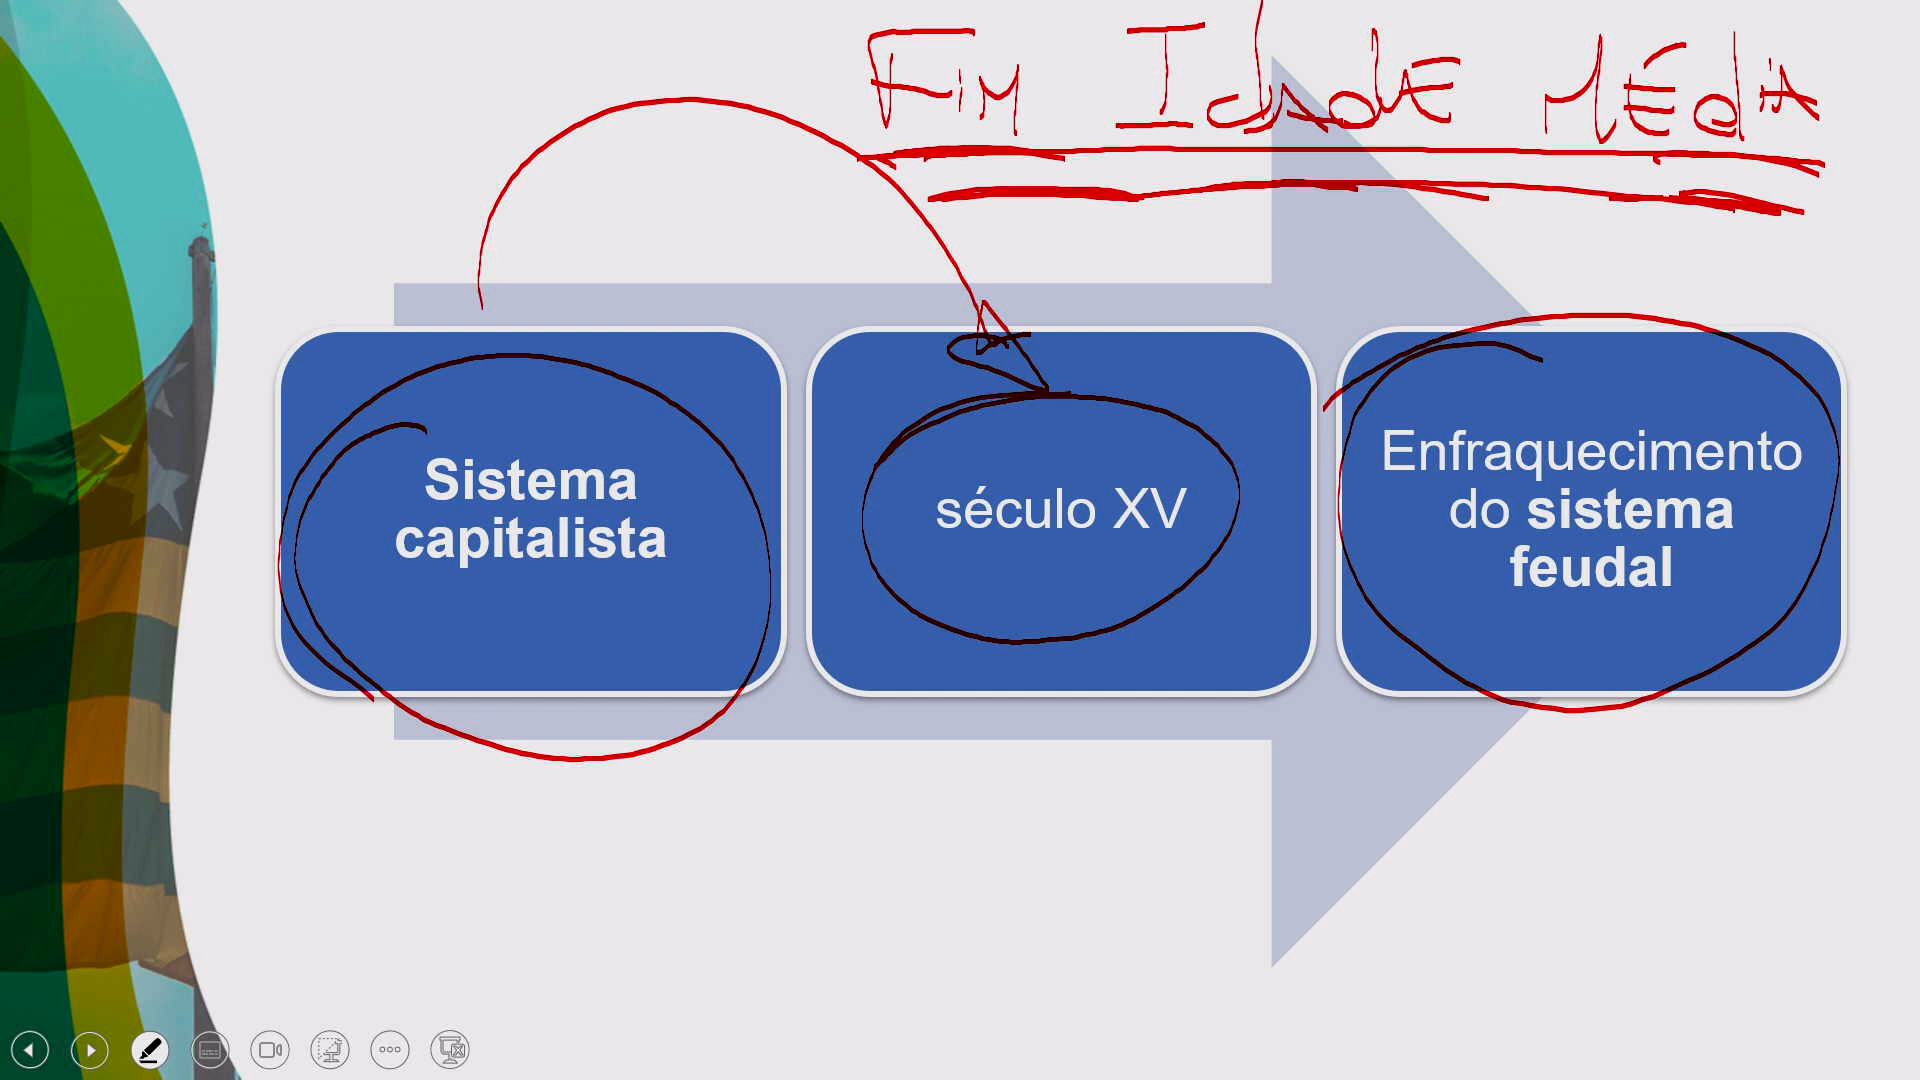 Fim Idade Média
Sistema
capitalista
século XV
Enfraquecimento
do sistema
feudal